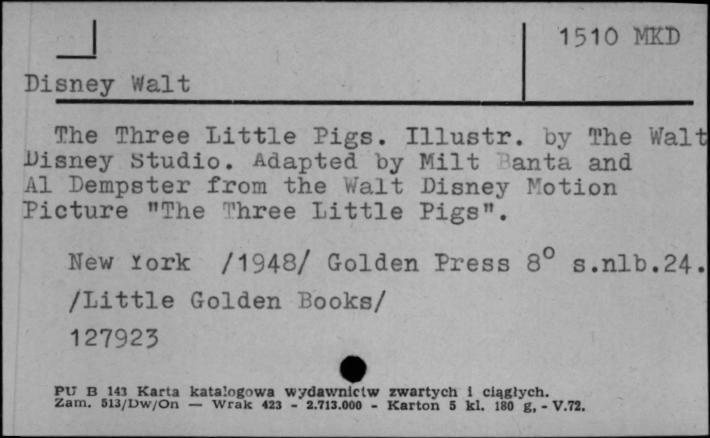 1510 MKD
Disney Walt
The Three Little Pigs. Illustr. by The Walt
Disney Studio. Adapted by Milt Banta and
Al Dempster from the Walt Disney Motion
Picture "The Three Little Pigs".
New York /1948/ Golden Press 8° s.nlb.24.
/Little Golden Books/
127923
PU B 143 Karta katalogowa wydawnictw zwartych i ciągłych.
Zam. 513/Dw/On — Wrak 423 - 2.713.000 - Karton 5 kl. 180 g, - V.72.